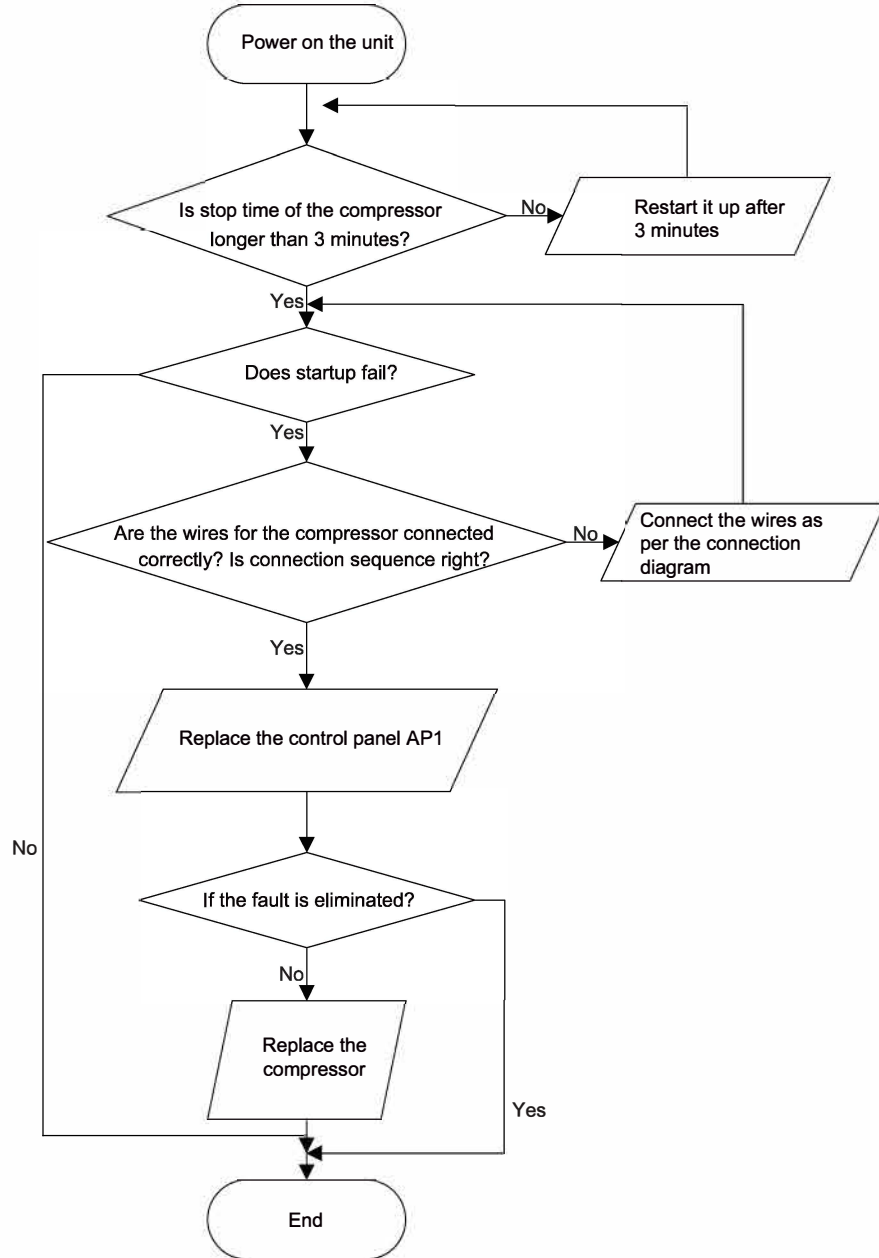 Power on the unit
Is stop time of the compressor
longer than 3 minutes?
No
Restart it up after
3 minutes
Yes
Does startup fail?
Yes
Are the wires for the compressor connected
correctly? Is connection sequence right?
No
Connect the wires as
per the connection
diagram
Yes
Replace the control panel AP1
No
If the fault is eliminated?
No
Replace the
compressor
Yes
End